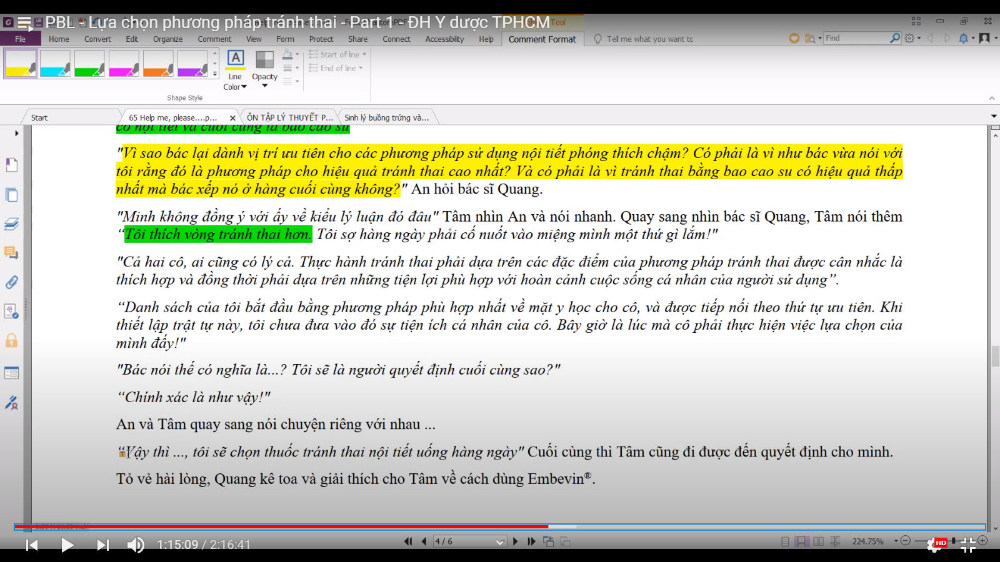 PBL - Lựa chọn phương pháp tránh thai - Part 1 - ĐH Y dược TPHCM
File Home Convert Edit Organize Comment View Form Protect Share Connect Accessibility Help Comment Format Tell me what you want to Find
Start of line
End of line
Line Color
Opacity
Shape Style
Start 65 Help me, please....p... ÔN TẬP LÝ THUYẾT P... Sinh lý buồng trứng và...
có nội tiết và cuối cùng là bao cao su
"Vì sao bác lại dành vị trí ưu tiên cho các phương pháp sử dụng nội tiết phóng thích chậm? Có phải là vì như bác vừa nói với
tôi rằng đó là phương pháp cho hiệu quả tránh thai cao nhất? Và có phải là vì tránh thai bằng bao cao su có hiệu quả thấp
nhất mà bác xếp nó ở hàng cuối cùng không?" An hỏi bác sĩ Quang.
"Minh không đồng ý với ấy về kiểu lý luận đó đâu" Tâm nhìn An và nói nhanh. Quay sang nhìn bác sĩ Quang, Tâm nói thêm
“Tôi thích vòng tránh thai hơn. Tôi sợ hàng ngày phải cố nuốt vào miệng mình một thứ gì lắm!"
"Cả hai cô, ai cũng có lý cả. Thực hành tránh thai phải dựa trên các đặc điểm của phương pháp tránh thai được cân nhắc là
thích hợp và đồng thời phải dựa trên những tiện lợi phù hợp với hoàn cảnh cuộc sống cá nhân của người sử dụng”.
“Danh sách của tôi bắt đầu bằng phương pháp phù hợp nhất về mặt y học cho cô, và được tiếp nối theo thứ tự ưu tiên. Khi
thiết lập trật tự này, tôi chưa đưa vào đó sự tiện ích cá nhân của cô. Bây giờ là lúc mà cô phải thực hiện việc lựa chọn của
mình đấy!"
"Bác nói thế có nghĩa là...? Tôi sẽ là người quyết định cuối cùng sao?"
“Chính xác là như vậy!"
An và Tâm quay sang nói chuyện riêng với nhau ...
“Vậy thì ..., tôi sẽ chọn thuốc tránh thai nội tiết uống hàng ngày" Cuối cùng thì Tâm cũng đi được đến quyết định cho mình.
Tỏ vẻ hài lòng, Quang kê toa và giải thích cho Tâm về cách dùng Embevin®.
1:15:09 / 2:16:41 4 / 6 224.75% HD